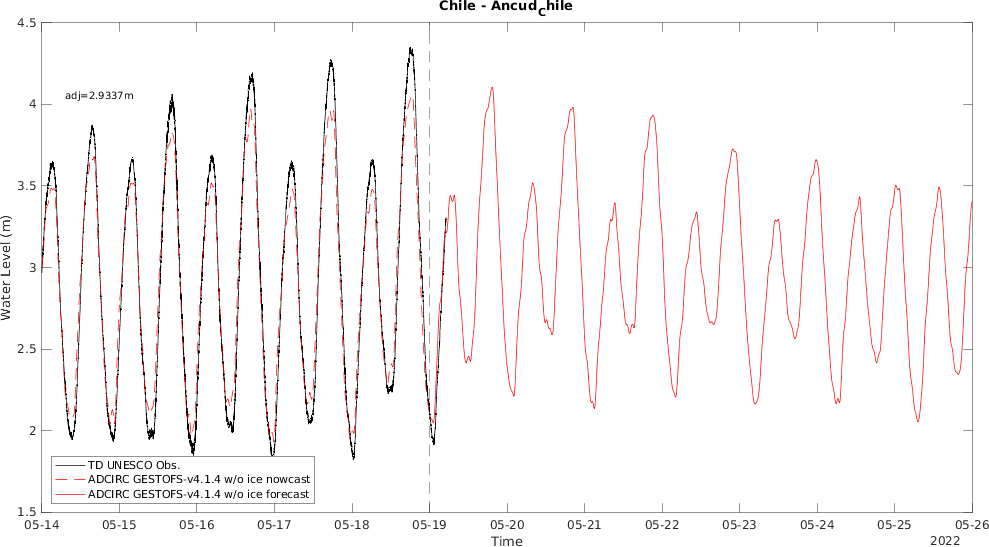 Chile - Ancud_Chile
4.5
4
3.5
3
2.5
2
1.5
Water Level (m)
adj=2.9337m
TD UNESCO Obs.
ADCIRC GESTOFS-v4.1.4 w/o ice nowcast
ADCIRC GESTOFS-v4.1.4 w/o ice forecast
05-14 05-15 05-16 05-17 05-18 05-19 05-20 05-21 05-22 05-23 05-24 05-25 05-26
Time
2022